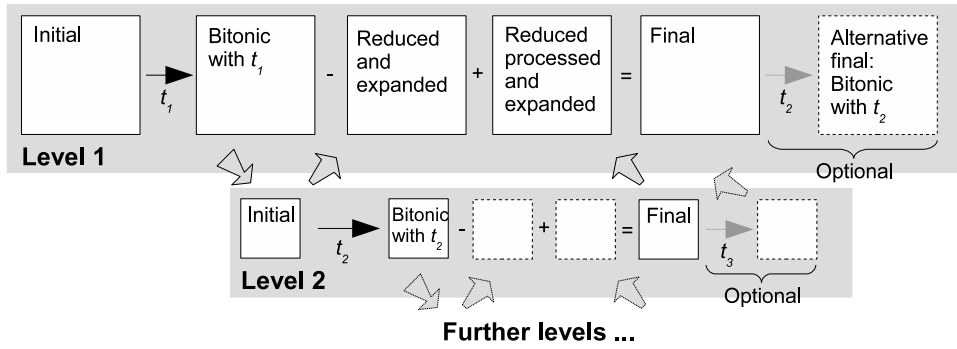 Initial
t1
Bitonic
with t1
-
Reduced
and
expanded
+
Reduced
processed
and
expanded
=
Final
t2
Alternative
final:
Bitonic
with t2
Level 1
Optional
Initial
t2
Bitonic
with t2
-
+
=
Final
t3
Level 2
Optional
Further levels ...